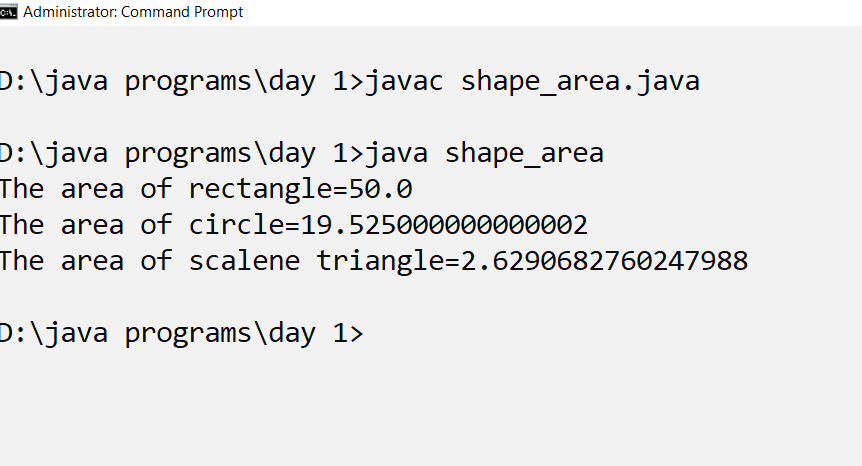 Administrator: Command Prompt
D:\java programs\day 1>javac shape_area.java
D:\java programs\day 1>java shape_area
The area of rectangle=50.0
The area of circle=19.525000000000002
The area of scalene triangle=2.6290682760247988
D:\java programs\day 1>